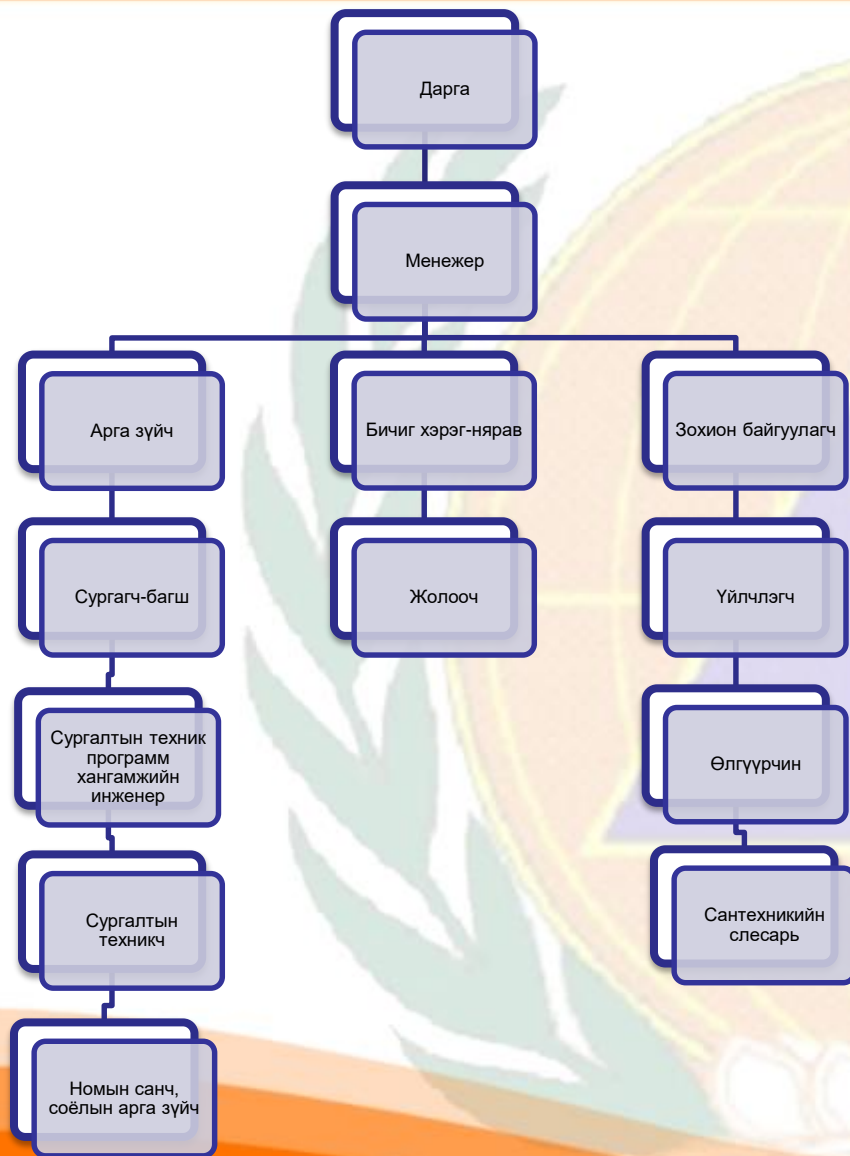 Дарга
Менежер
Арга зүйч
Бичиг хэрэг-нярав
Зохион байгуулагч
Сургагч-багш
Жолооч
Үйлчлэгч
Сургалтын техник
программ
хангамжийн
инженер
Өлгүүрчин
Сургалтын
техникч
Сантехникийн
слесарь
Номын санч,
соёлын арга зүйч